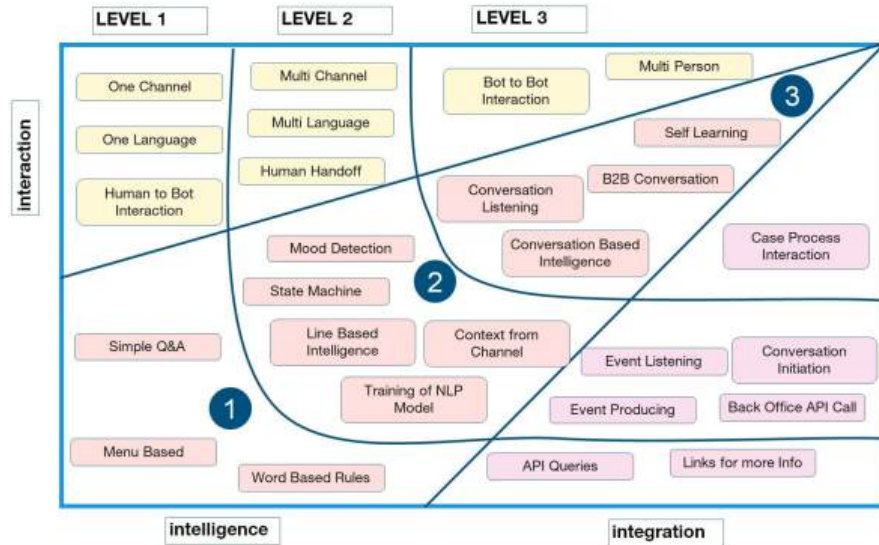 LEVEL 1
LEVEL 2
LEVEL 3
interaction
One Channel
One Language
Human to Bot
Interaction
Multi Channel
Multi Language
Human Handoff
Bot to Bot
Interaction
Multi Person
3
Self Learning
B2B Conversation
Conversation
Listening
Conversation Based
Intelligence
Case Process
Interaction
Mood Detection
2
State Machine
Line Based
Intelligence
Context from
Channel
Training of NLP
Model
Simple Q&A
1
Menu Based
Word Based Rules
Event Listening
Conversation
Initiation
Event Producing
Back Office API Call
API Queries
Links for more Info
intelligence
integration